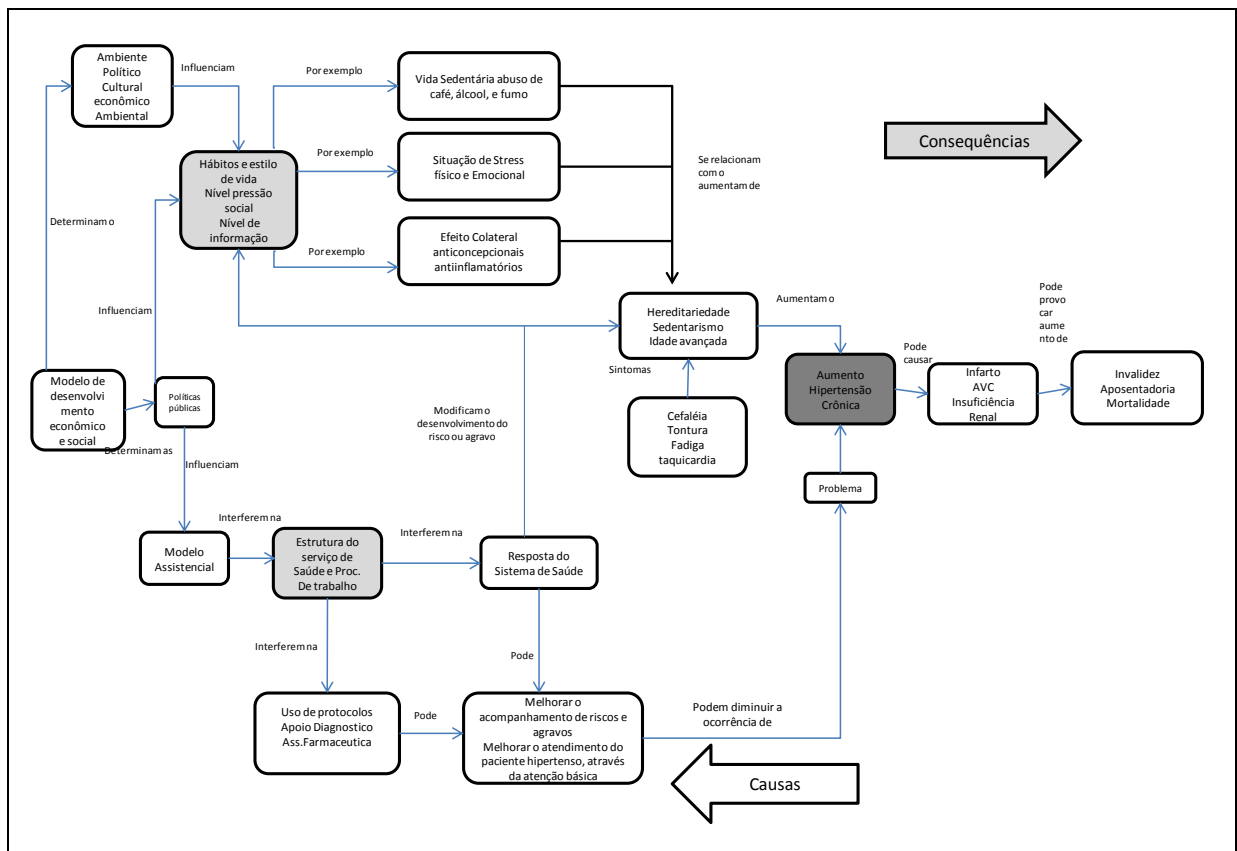 Ambiente
Político
Cultural
econômico
Ambiental
Influenciam
Por exemplo
Vida Sedentária abuso de
café, álcool, e fumo
Consequências
Hábitos e estilo
de vida
Nível pressão
social
Nível de
informação
Por exemplo
Situação de Stress
físico e Emocional
Se relacionam
com o
aumentam de
Determinam o
Por exemplo
Efeito Colateral
anticoncepcionais
antiinflamatórios
Influenciam
Hereditariedade
Sedentarismo
Idade avançada
Aumentam o
Pode
provo
car aume
nto de
Modelo de
desenvolvi
mento
econômico
e social
Políticas
públicas
Sintomas
Aumento
Hipertensão
Crônica
Pode
causar
Infarto
AVC
Insuficiência
Renal
Invalidez
Aposentadoria
Mortalidade
Determinam as
Influenciam
Modificam o
desenvolvimento do
risco ou agravo
Cefaléia
Tontura
Fadiga
taquicardia
Problema
Modelo
Assistencial
Interferem na
Estrutura do
serviço de
Saúde e Proc.
De trabalho
Interferem na
Resposta do
Sistema de Saúde
Interferem na
Pode
Uso de protocolos
Apoio Diagnostico
Ass.Farmaceutica
Pode
Melhorar o
acompanhamento de riscos e
agravos
Melhorar o atendimento do
paciente hipertenso, através
da atenção básica
Podem diminuir a
ocorrência de
Causas